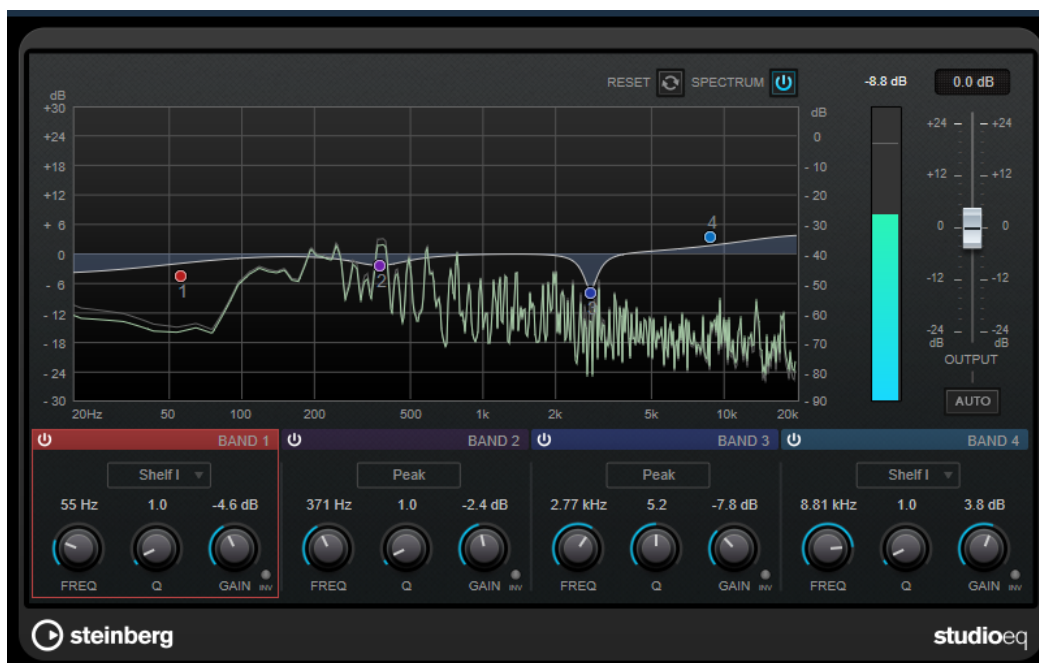 RESET SPECTRUM -8.8 dB 0.0 dB
dB
+30
+24
+18
+12
+ 6
0
- 6
- 12
- 18
- 24
- 30
dB
0
- 10
- 20
- 30
- 40
- 50
- 60
- 70
- 80
- 90
1
2
3
4
20Hz 50 100 200 500 1k 2k 5k 10k 20k
+24 +24
+12 +12
0 0
-12 -12
-24 -24
dB dB
OUTPUT
AUTO
BAND 1 BAND 2 BAND 3 BAND 4
Shelf I Peak Peak Shelf I
55 Hz 1.0 -4.6 dB 371 Hz 1.0 -2.4 dB 2.77 kHz 5.2 -7.8 dB 8.81 kHz 1.0 3.8 dB
FREQ Q GAIN INV FREQ Q GAIN INV FREQ Q GAIN INV FREQ Q GAIN INV
steinberg studioeq